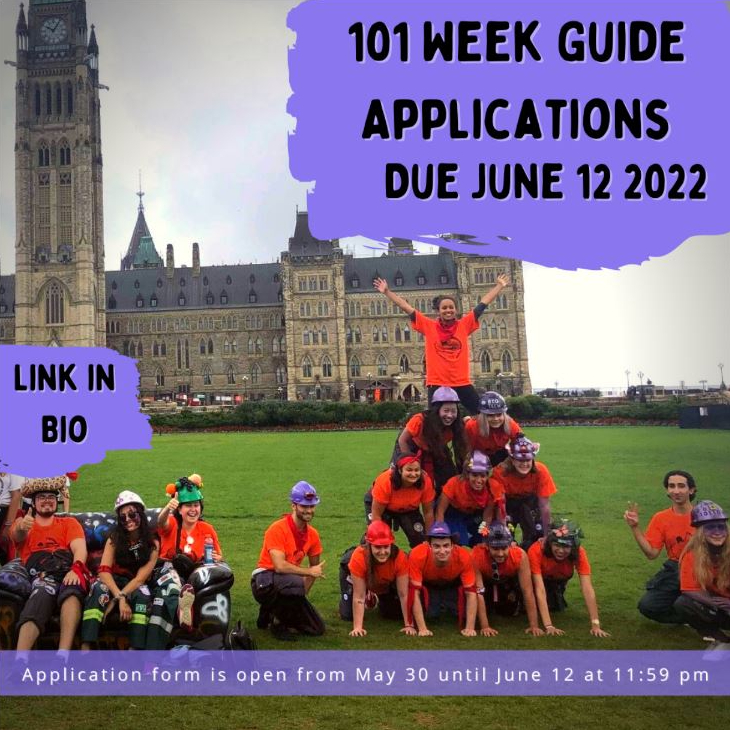 101 WEEK GUIDE
APPLICATIONS
DUE JUNE 12 2022
LINK IN
BIO
Application form is open from May 30 until June 12 at 11:59 pm